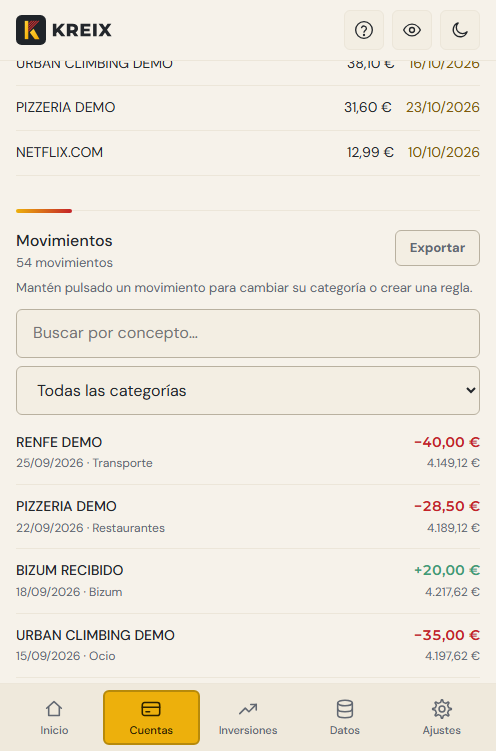 KREIX
URBAN CLIMBING DEMO 38,10 € 16/10/2026
PIZZERIA DEMO 31,60 € 23/10/2026
NETFLIX.COM 12,99 € 10/10/2026
Movimientos
54 movimientos
Exportar
Mantén pulsado un movimiento para cambiar su categoría o crear una regla.
Buscar por concepto...
Todas las categorías
RENFE DEMO −40,00 €
25/09/2026 · Transporte 4.149,12 €
PIZZERIA DEMO −28,50 €
22/09/2026 · Restaurantes 4.189,12 €
BIZUM RECIBIDO +20,00 €
18/09/2026 · Bizum 4.217,62 €
URBAN CLIMBING DEMO −35,00 €
15/09/2026 · Ocio 4.197,62 €
Inicio Cuentas Inversiones Datos Ajustes